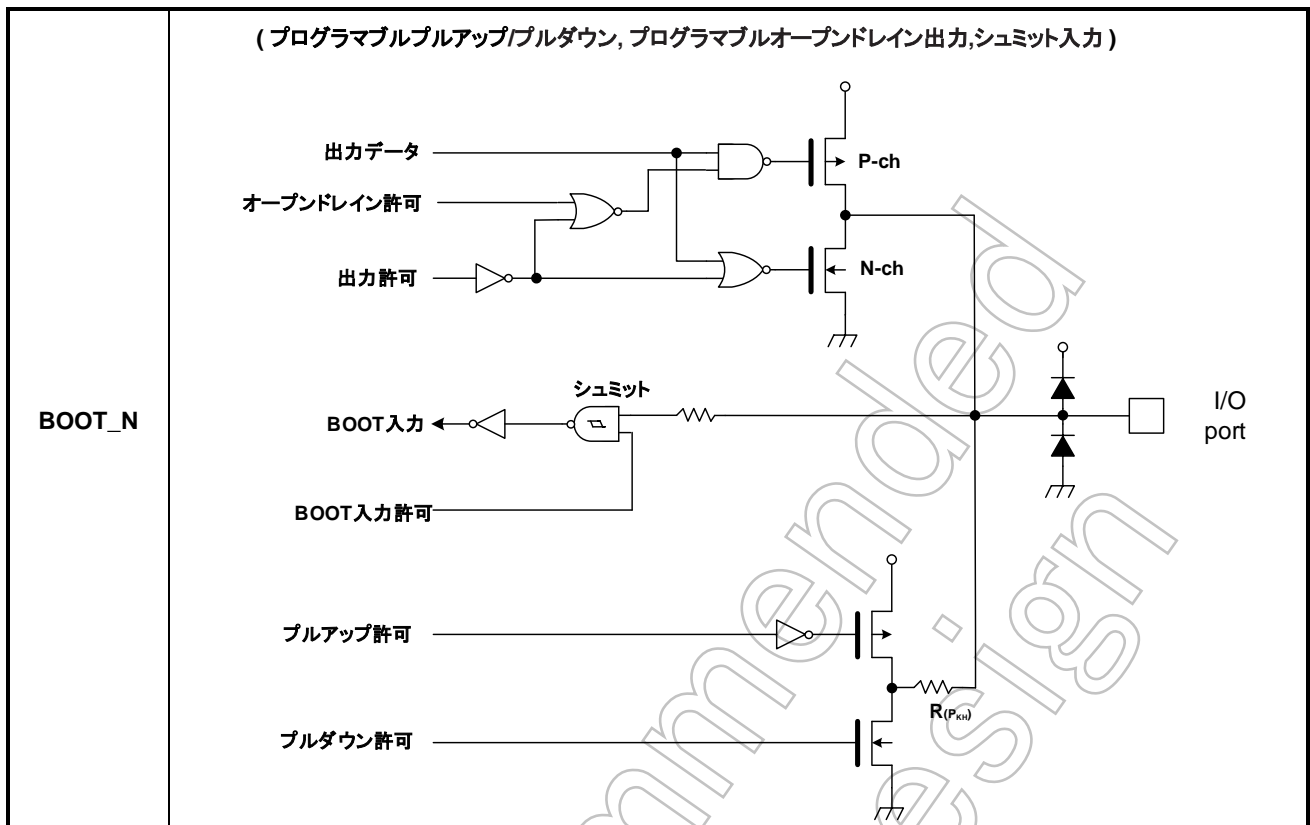 ( プログラマブルプルアップ/プルダウン, プログラマブルオープンドレイン出力,シュミット入力 )
出力データ
P-ch
オープンドレイン許可
出力許可
N-ch
シュミット
BOOT_N
BOOT入力
I/O
port
BOOT入力許可
プルアップ許可
R(PKH)
プルダウン許可
mmended
esign